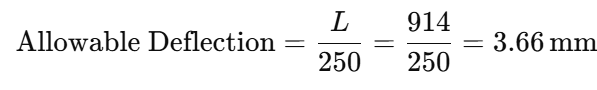 Allowable Deflection = L/250 = 914/250 = 3.66 mm